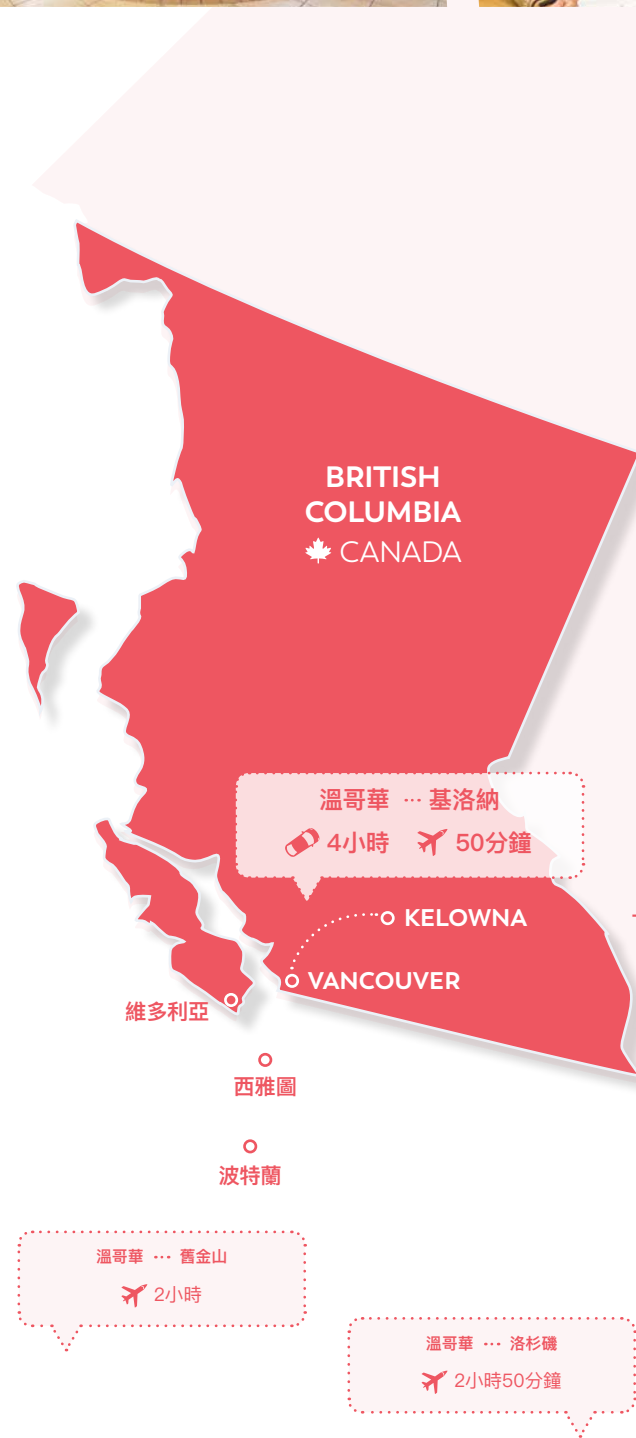 BRITISH
COLUMBIA
CANADA
溫哥華 ··· 基洛納
4小時 50分鐘
KELOWNA
VANCOUVER
維多利亞
西雅圖
波特蘭
溫哥華 ··· 舊金山
2小時
溫哥華 ··· 洛杉磯
2小時50分鐘